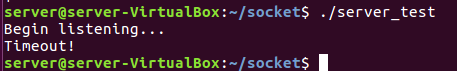 server@server-VirtualBox:~/socket$ ./server_test
Begin listening...
Timeout!
server@server-VirtualBox:~/socket$